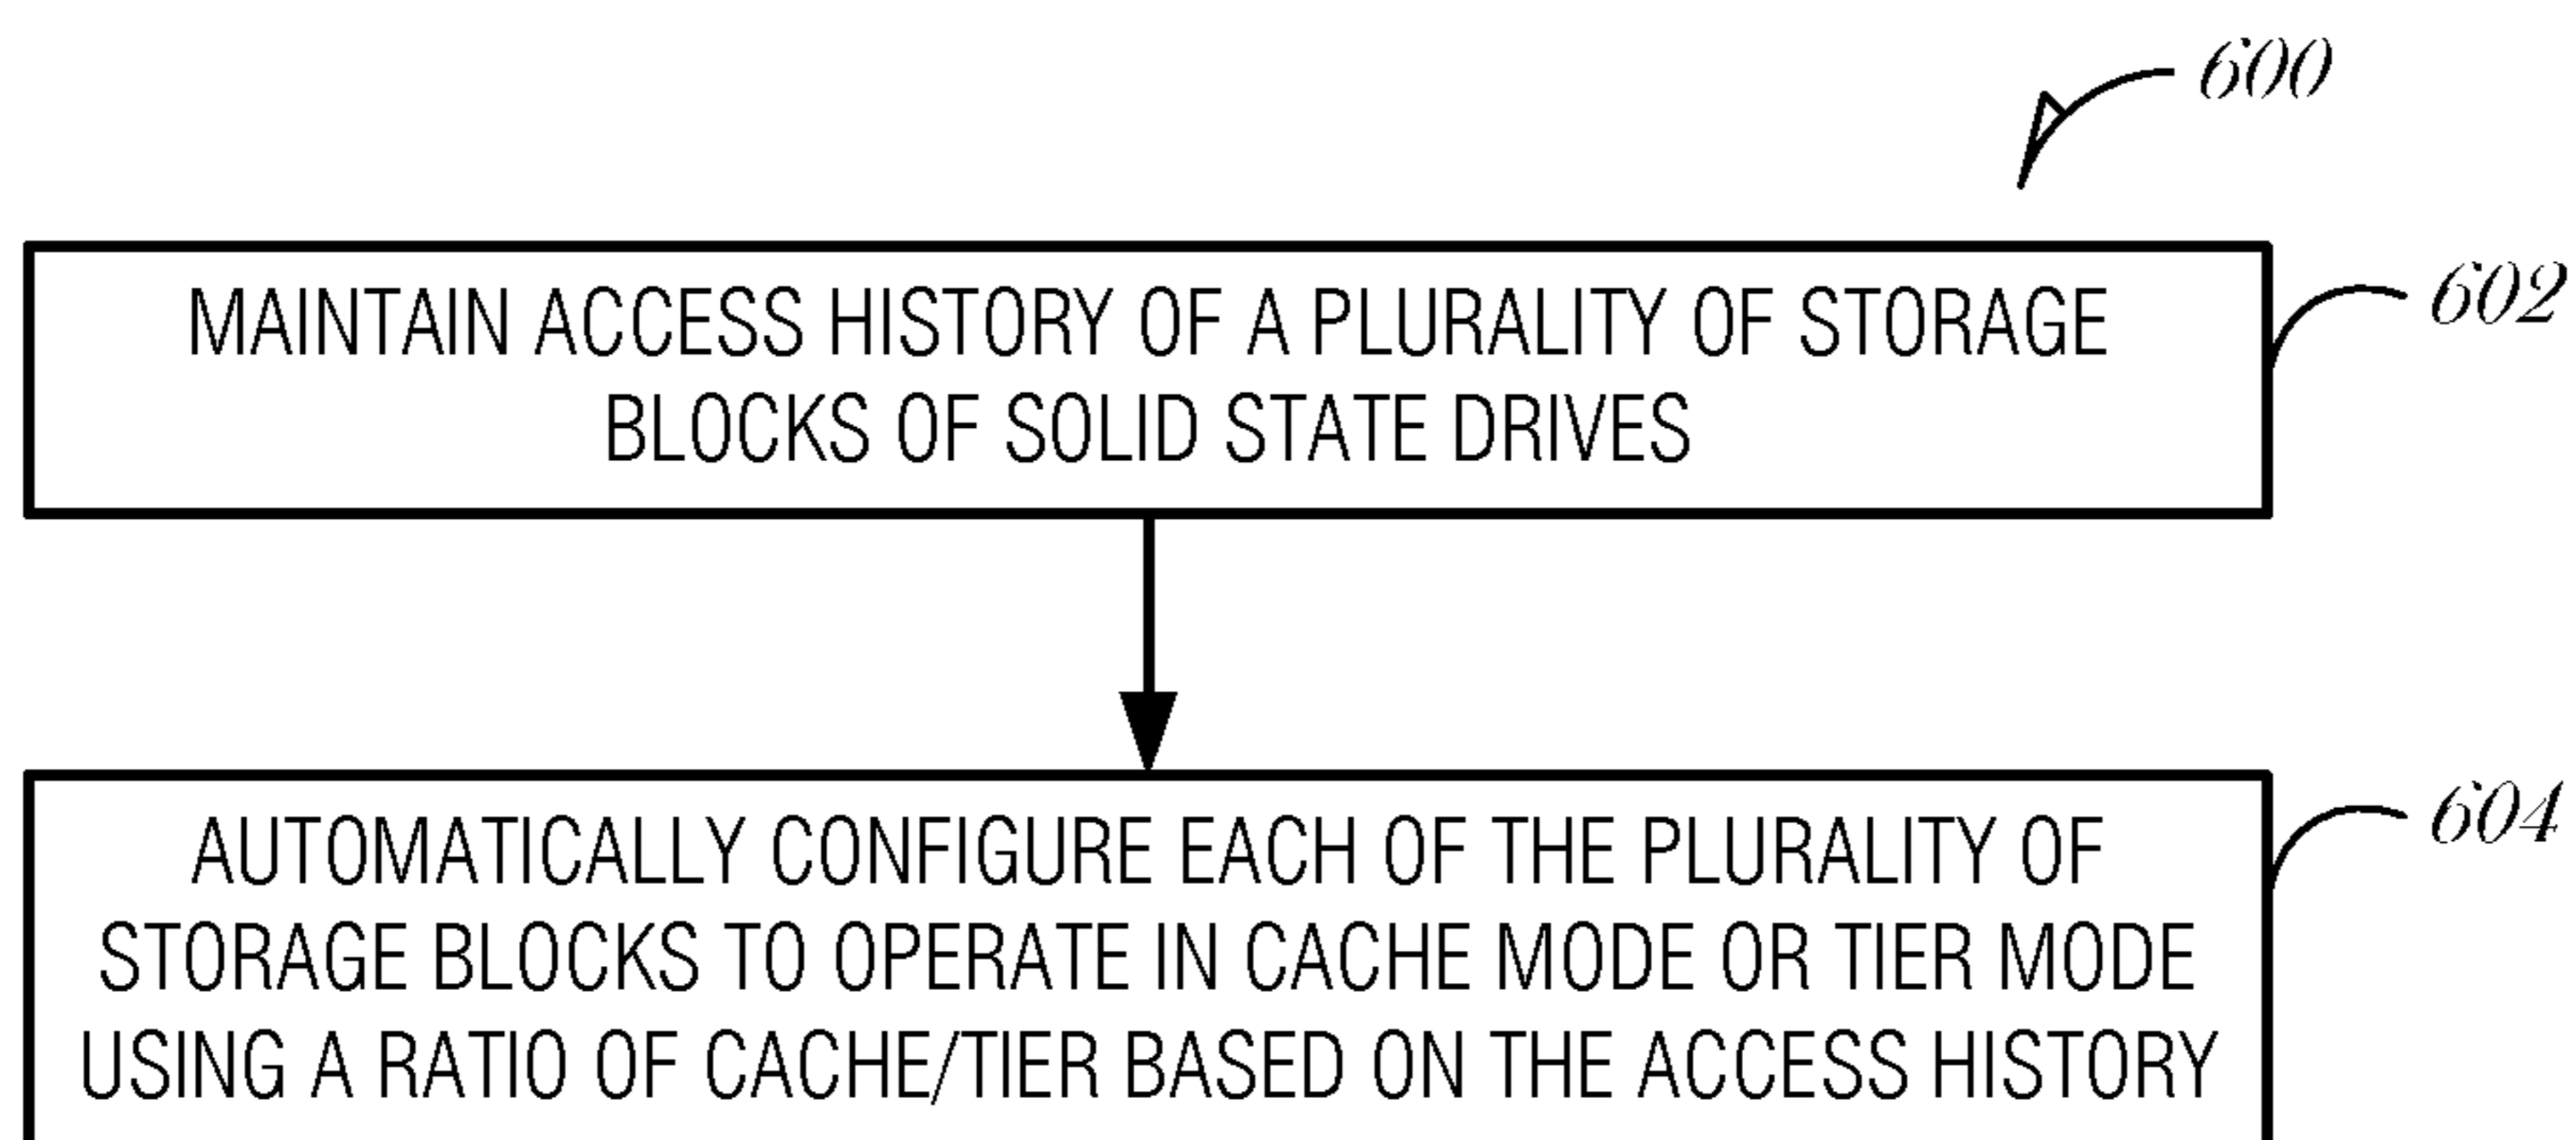 600
MAINTAIN ACCESS HISTORY OF A PLURALITY OF STORAGE
BLOCKS OF SOLID STATE DRIVES
602
AUTOMATICALLY CONFIGURE EACH OF THE PLURALITY OF
STORAGE BLOCKS TO OPERATE IN CACHE MODE OR TIER MODE
USING A RATIO OF CACHE/TIER BASED ON THE ACCESS HISTORY
604